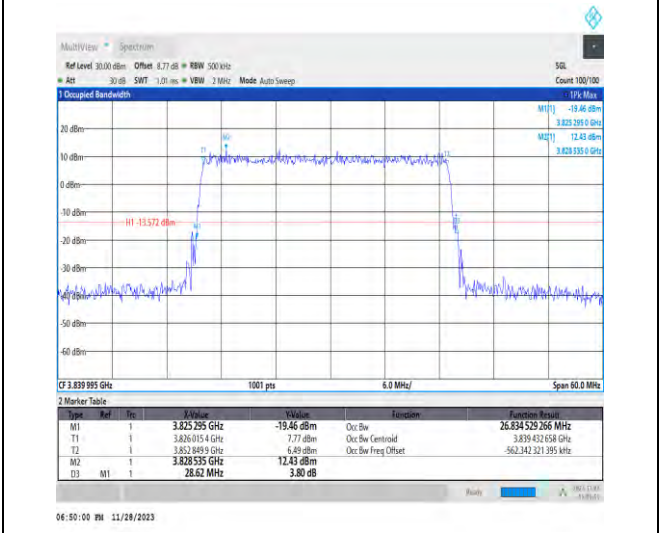 MultiView Spectrum
Ref Level 30.00 dBm Offset 8.77 dB RBW 500 kHz SGL
Att 30 dB SWT 1.01 ms VBW 2 MHz Mode Auto Sweep Count 100/100
1 Occupied Bandwidth 1Pk Max
M1[1] -19.46 dBm
3.825 295 0 GHz
M2[1] 12.43 dBm
3.828 535 0 GHz
20 dBm
M2
T1
T2
10 dBm
0 dBm
-10 dBm
H1 -13.572 dBm
M1
D3
-20 dBm
-30 dBm
-40 dBm
-50 dBm
-60 dBm
CF 3.839 995 GHz 1001 pts 6.0 MHz/ Span 60.0 MHz
2 Marker Table
Type Ref Trc X-Value Y-Value Function Function Result
M1 1 3.825 295 GHz -19.46 dBm Occ Bw 26.834 529 266 MHz
T1 1 3.826 015 4 GHz 7.77 dBm Occ Bw Centroid 3.839 432 658 GHz
T2 1 3.852 849 9 GHz 6.49 dBm Occ Bw Freq Offset -562.342 321 395 kHz
M2 1 3.828 535 GHz 12.43 dBm
D3 M1 1 28.62 MHz 3.80 dB
Ready
06:50:00 PM 11/28/2023